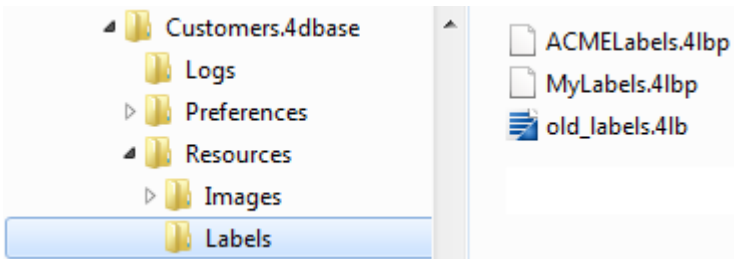 Customers.4dbase
Logs
Preferences
Resources
Images
Labels
ACMELabels.4lbp
MyLabels.4lbp
old_labels.4lb